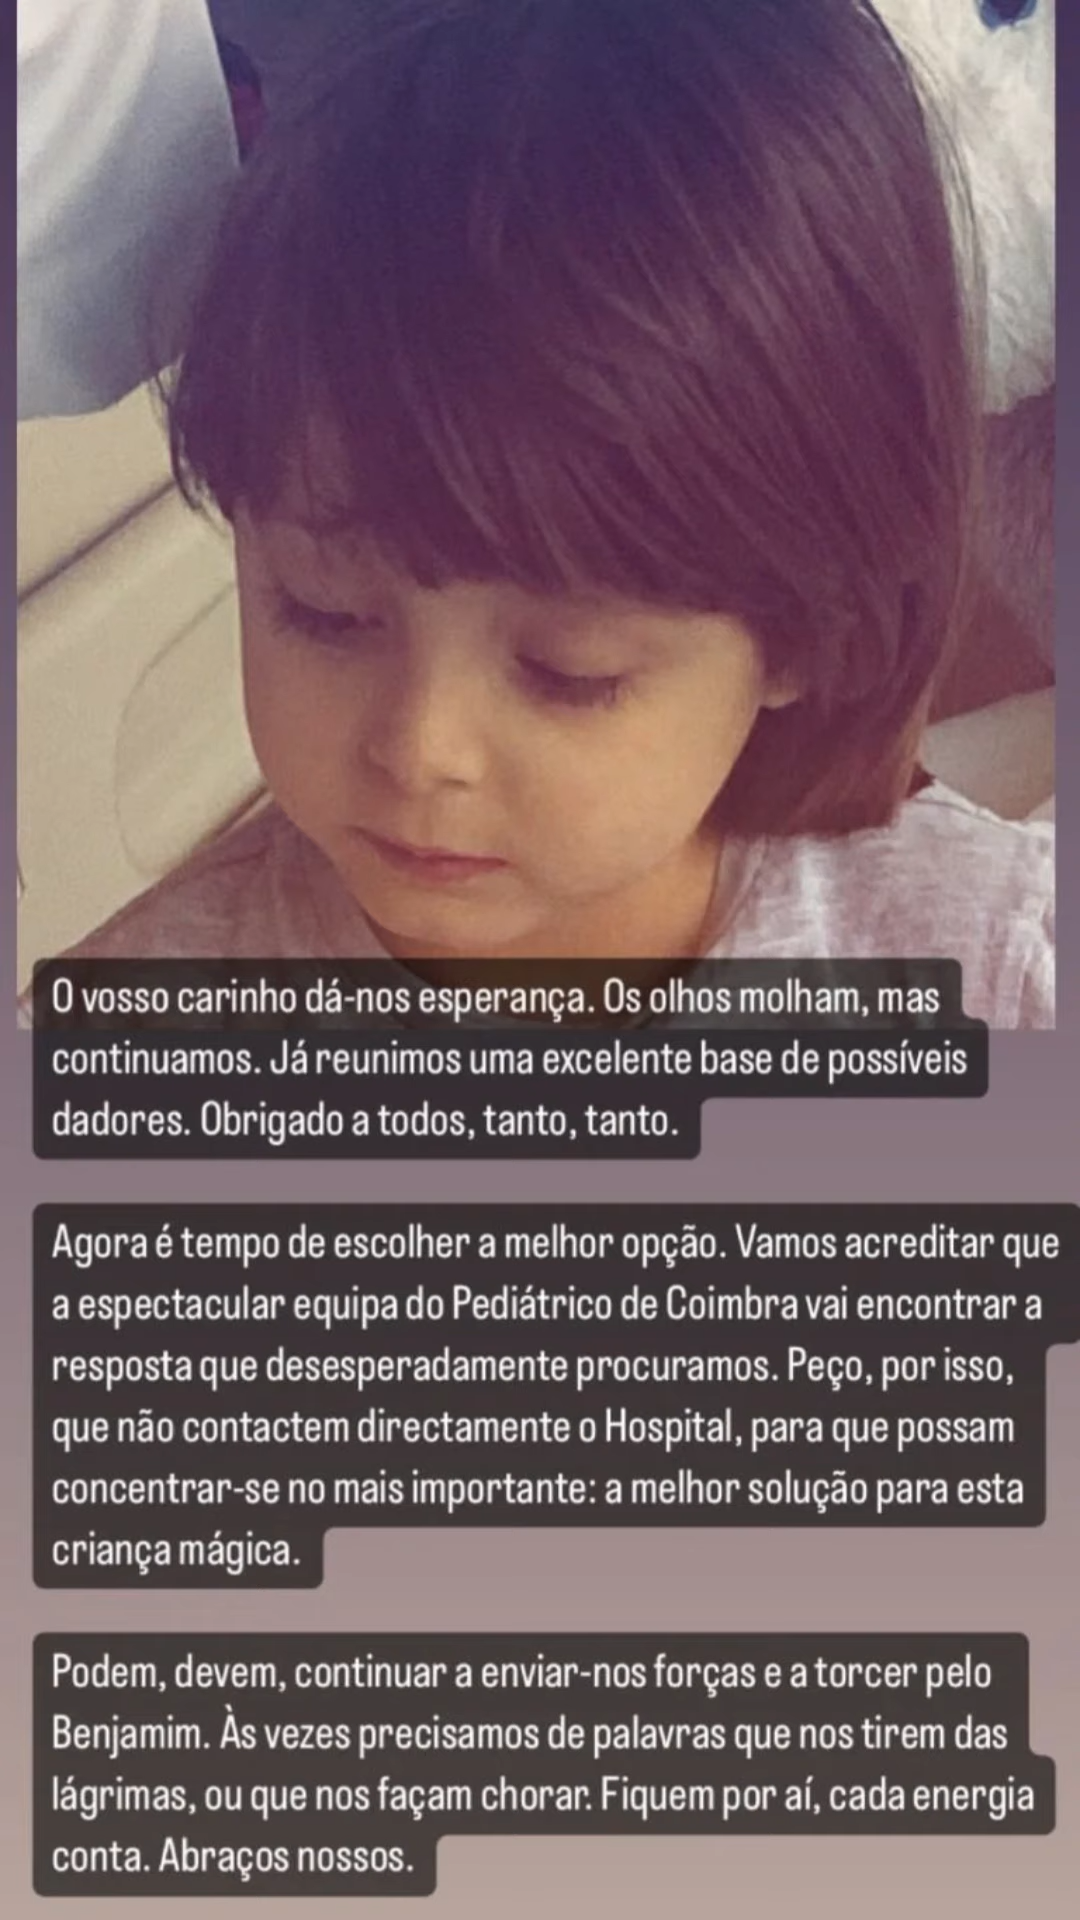 O vosso carinho dá-nos esperança. Os olhos molham, mas
continuamos. Já reunimos uma excelente base de possíveis
dadores. Obrigado a todos, tanto, tanto.
Agora é tempo de escolher a melhor opção. Vamos acreditar que
a espectacular equipa do Pediátrico de Coimbra vai encontrar a
resposta que desesperadamente procuramos. Peço, por isso,
que não contactem directamente o Hospital, para que possam
concentrar-se no mais importante: a melhor solução para esta
criança mágica.
Podem, devem, continuar a enviar-nos forças e a torcer pelo
Benjamim. Às vezes precisamos de palavras que nos tirem das
lágrimas, ou que nos façam chorar. Fiquem por aí, cada energia
conta. Abraços nossos.